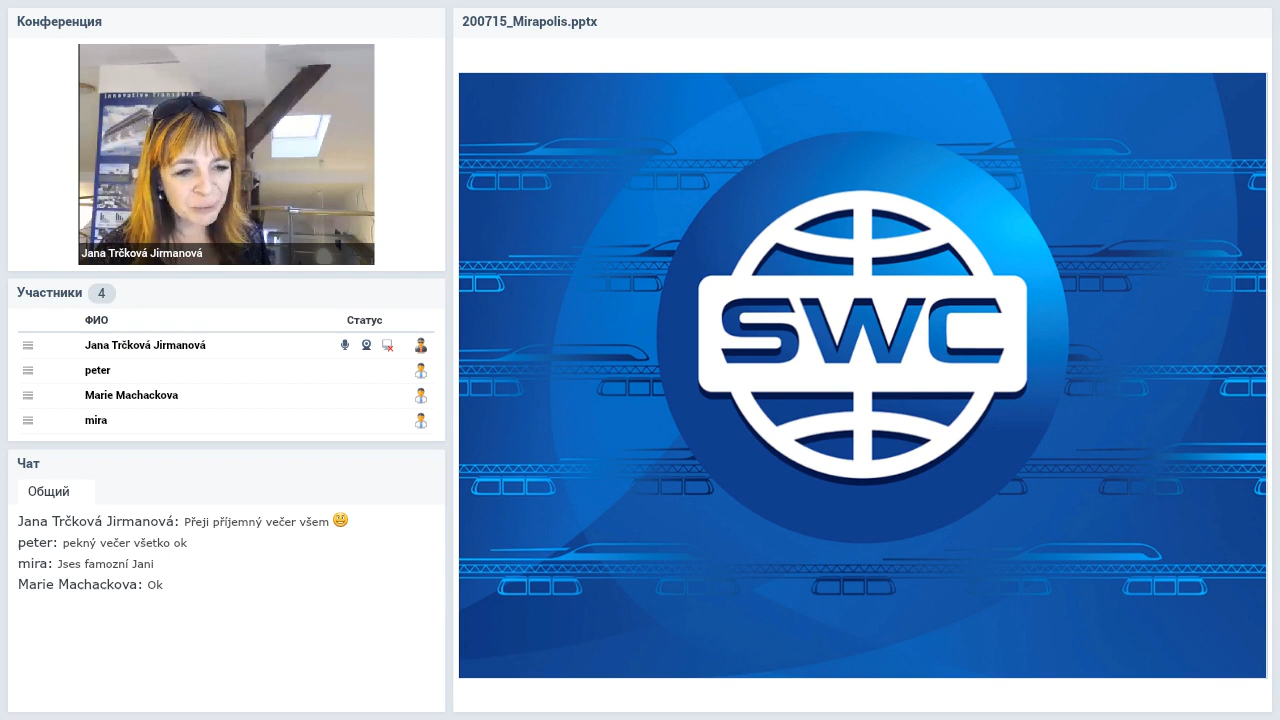 Конференция
innovative Transport
Jana Trčková Jirmanová
Участники 4
ФИО Статус
Jana Trčková Jirmanová
peter
Marie Machackova
mira
Чат
Общий
Jana Trčková Jirmanová: Přeji příjemný večer všem
peter: pekný večer všetko ok
mira: Jses famozní Jani
Marie Machackova: Ok
200715_Mirapolis.pptx
SWC